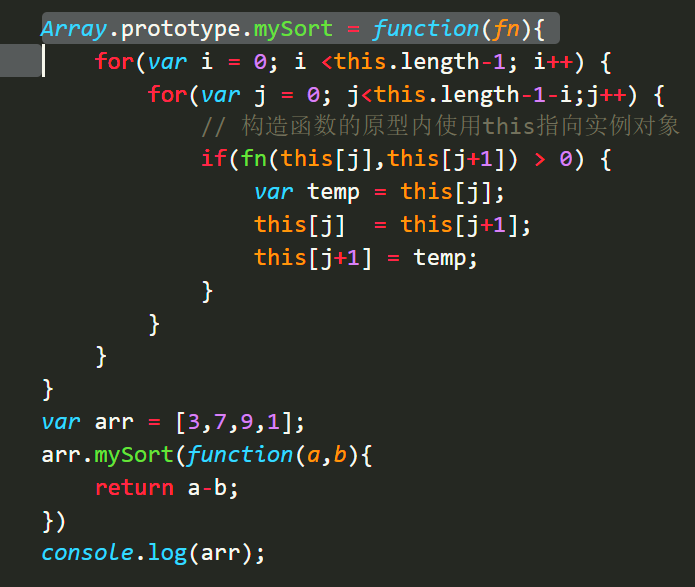 Array.prototype.mySort = function(fn){
for(var i = 0; i <this.length-1; i++) {
for(var j = 0; j<this.length-1-i;j++) {
// 构造函数的原型内使用this指向实例对象
if(fn(this[j],this[j+1]) > 0) {
var temp = this[j];
this[j]  = this[j+1];
this[j+1] = temp;
}
}
}
}
var arr = [3,7,9,1];
arr.mySort(function(a,b){
return a-b;
})
console.log(arr);